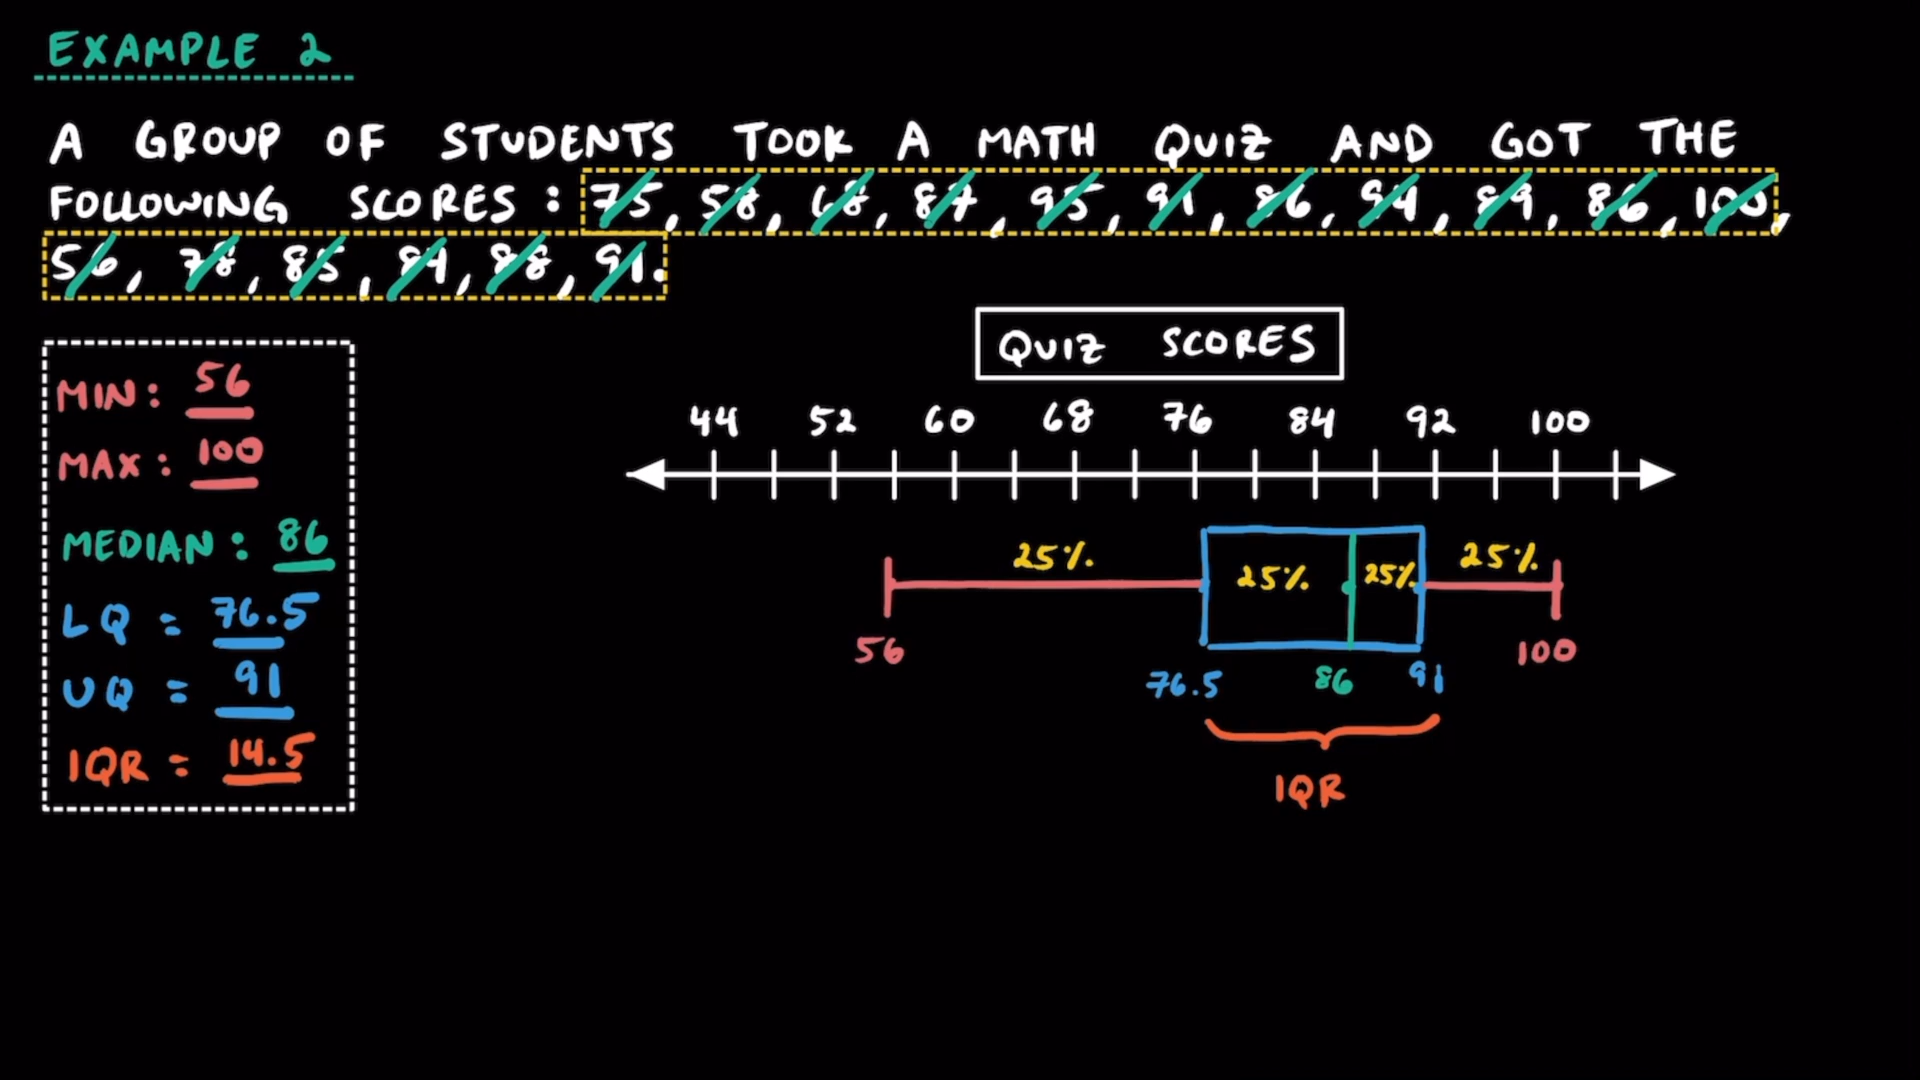 EXAMPLE 2
A GROUP OF STUDENTS TOOK A MATH QUIZ AND GOT THE
FOLLOWING SCORES: 75, 58, 68, 87, 95, 91, 86, 94, 89, 86, 100,
56, 78, 85, 84, 88, 91.
QUIZ SCORES
MIN: 56
MAX: 100
MEDIAN: 86
LQ = 76.5
UQ = 91
IQR = 14.5
44 52 60 68 76 84 92 100
25% 25% 25% 25%
56 76.5 86 91 100
IQR